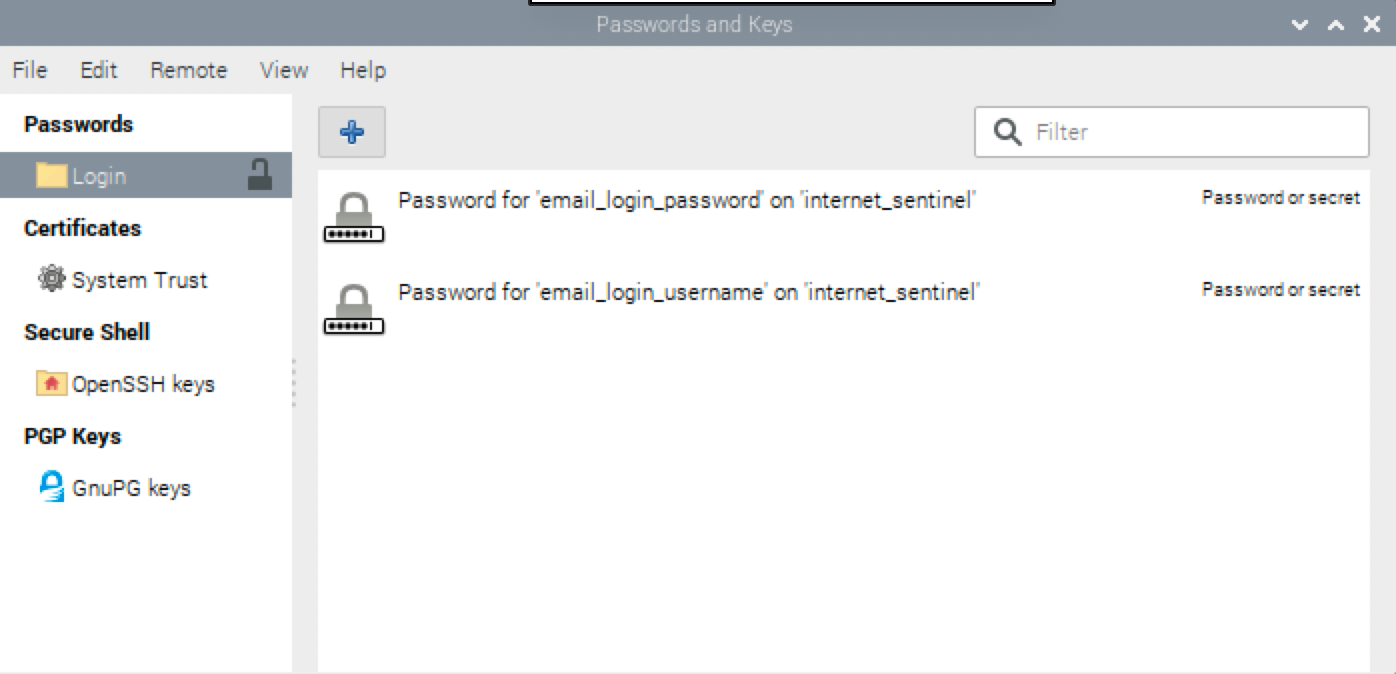 Passwords and Keys
File Edit Remote View Help
Passwords
Login
Certificates
System Trust
Secure Shell
OpenSSH keys
PGP Keys
GnuPG keys
Filter
Password for 'email_login_password' on 'internet_sentinel' Password or secret
Password for 'email_login_username' on 'internet_sentinel' Password or secret